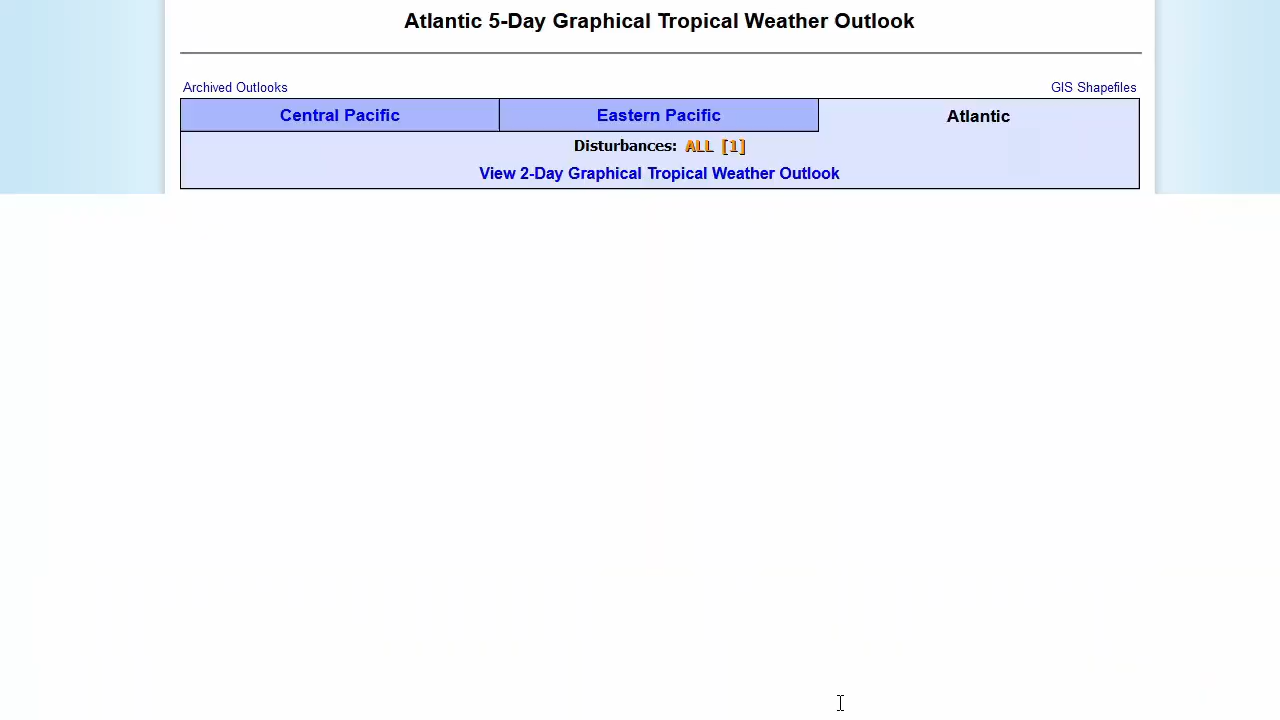 Atlantic 5-Day Graphical Tropical Weather Outlook
Archived Outlooks GIS Shapefiles
Central Pacific Eastern Pacific Atlantic
Disturbances: ALL [1]
View 2-Day Graphical Tropical Weather Outlook